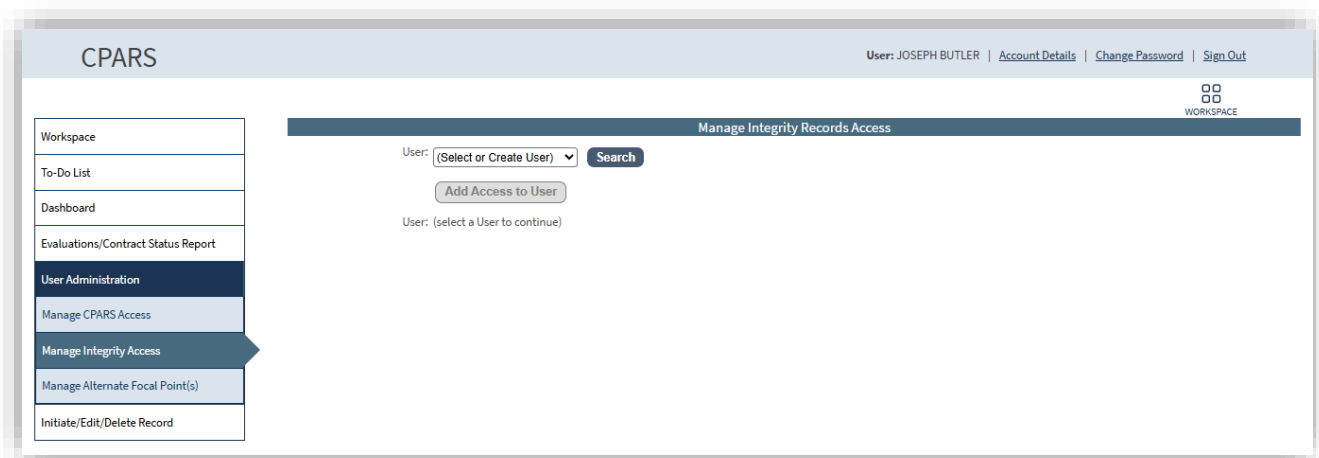 CPARS
User: JOSEPH BUTLER | Account Details | Change Password | Sign Out
WORKSPACE
Workspace
To-Do List
Dashboard
Evaluations/Contract Status Report
User Administration
Manage CPARS Access
Manage Integrity Access
Manage Alternate Focal Point(s)
Initiate/Edit/Delete Record
Manage Integrity Records Access
User: (Select or Create User) Search
Add Access to User
User: (select a User to continue)